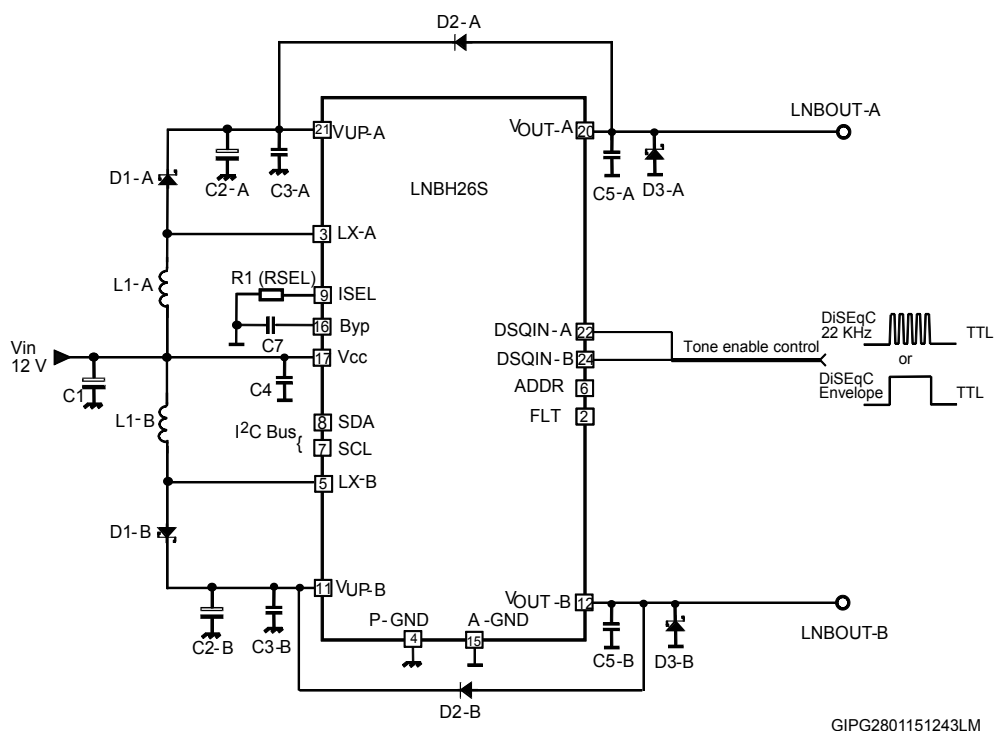 D2-A
LNBOUT-A
21
VUP-A
VOUT-A
20
D1-A
C2-A
C3-A
LNBH26S
C5-A
D3-A
3
LX-A
L1-A
R1 (RSEL)
9
ISEL
16
Byp
C7
DSQIN-A
22
Tone enable control
DiSEqC
22 KHz
TTL
or
Vin
12 V
17
Vcc
DSQIN-B
24
C1
C4
ADDR
6
DiSEqC
Envelope
TTL
FLT
2
L1-B
I2C Bus {
8
SDA
7
SCL
5
LX-B
D1-B
11
VUP-B
VOUT-B
12
C2-B
C3-B
P-GND
4
A-GND
15
C5-B
D3-B
LNBOUT-B
D2-B
GIPG2801151243LM